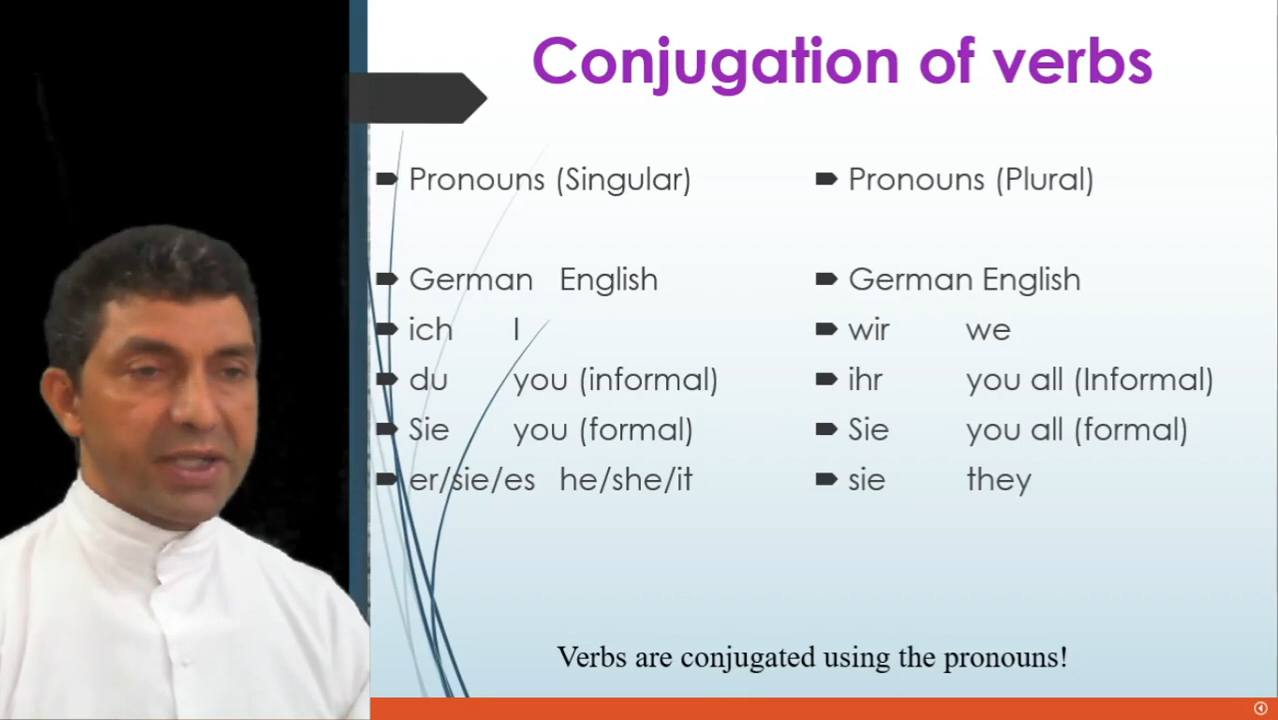 Conjugation of verbs
Pronouns (Singular)
German English
ich I
du you (informal)
Sie you (formal)
er/sie/es he/she/it
Pronouns (Plural)
German English
wir we
ihr you all (Informal)
Sie you all (formal)
sie they
Verbs are conjugated using the pronouns!